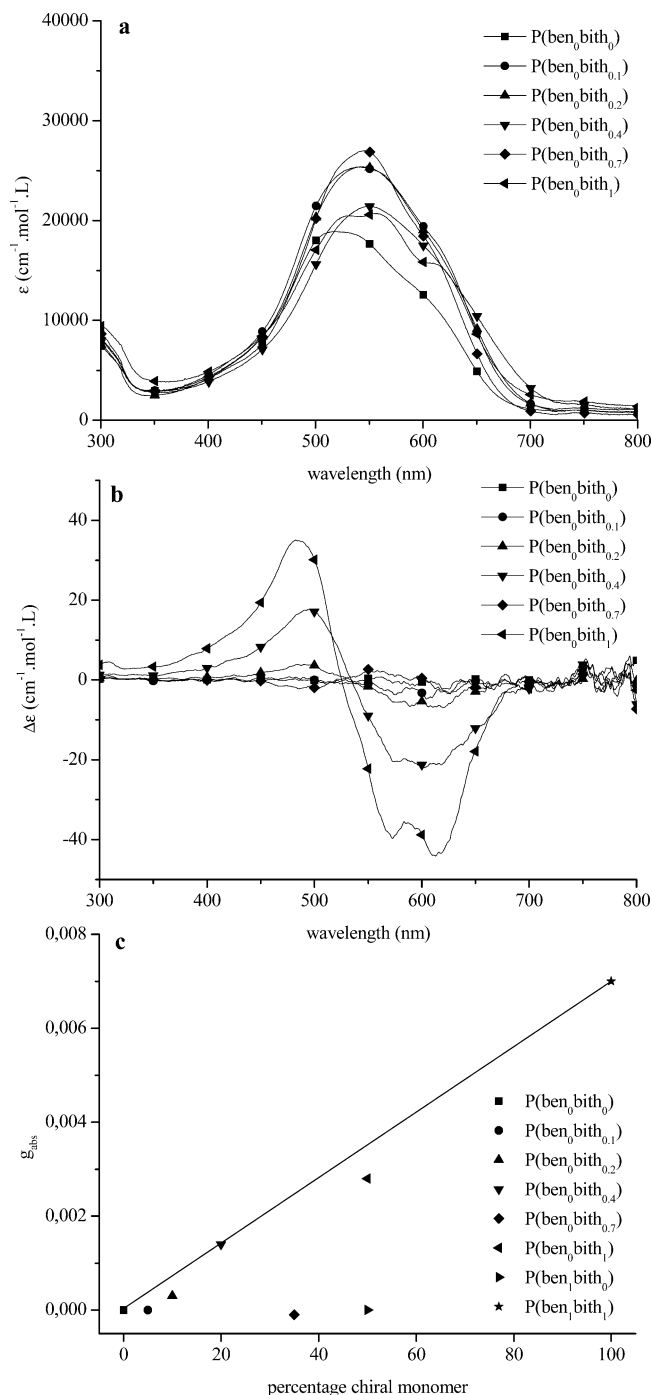 a
40000
30000
20000
10000
0
ε (cm⁻¹.mol⁻¹.L)
P(ben₀bith₀)
P(ben₀bith₀.₁)
P(ben₀bith₀.₂)
P(ben₀bith₀.₄)
P(ben₀bith₀.₇)
P(ben₀bith₁)
300 400 500 600 700 800
wavelength (nm)
b
40
20
0
-20
-40
Δε (cm⁻¹.mol⁻¹.L)
P(ben₀bith₀)
P(ben₀bith₀.₁)
P(ben₀bith₀.₂)
P(ben₀bith₀.₄)
P(ben₀bith₀.₇)
P(ben₀bith₁)
300 400 500 600 700 800
wavelength (nm)
c
0,008
0,006
0,004
0,002
0,000
g_abs
P(ben₀bith₀)
P(ben₀bith₀.₁)
P(ben₀bith₀.₂)
P(ben₀bith₀.₄)
P(ben₀bith₀.₇)
P(ben₀bith₁)
P(ben₁bith₀)
P(ben₁bith₁)
0 20 40 60 80 100
percentage chiral monomer